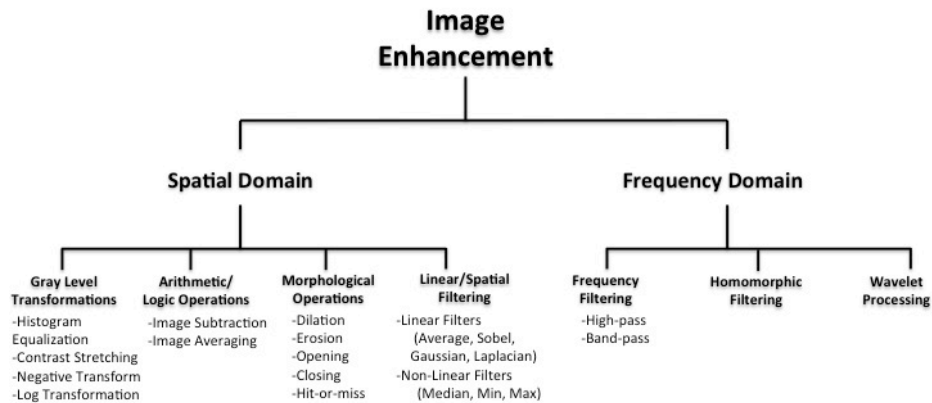 Image
Enhancement
Spatial Domain
Frequency Domain
Gray Level
Transformations
-Histogram
Equalization
-Contrast Stretching
-Negative Transform
-Log Transformation
Arithmetic/
Logic Operations
-Image Subtraction
-Image Averaging
Morphological
Operations
-Dilation
-Erosion
-Opening
-Closing
-Hit-or-miss
Linear/Spatial
Filtering
-Linear Filters
(Average, Sobel,
Gaussian, Laplacian)
-Non-Linear Filters
(Median, Min, Max)
Frequency
Filtering
-High-pass
-Band-pass
Homomorphic
Filtering
Wavelet
Processing